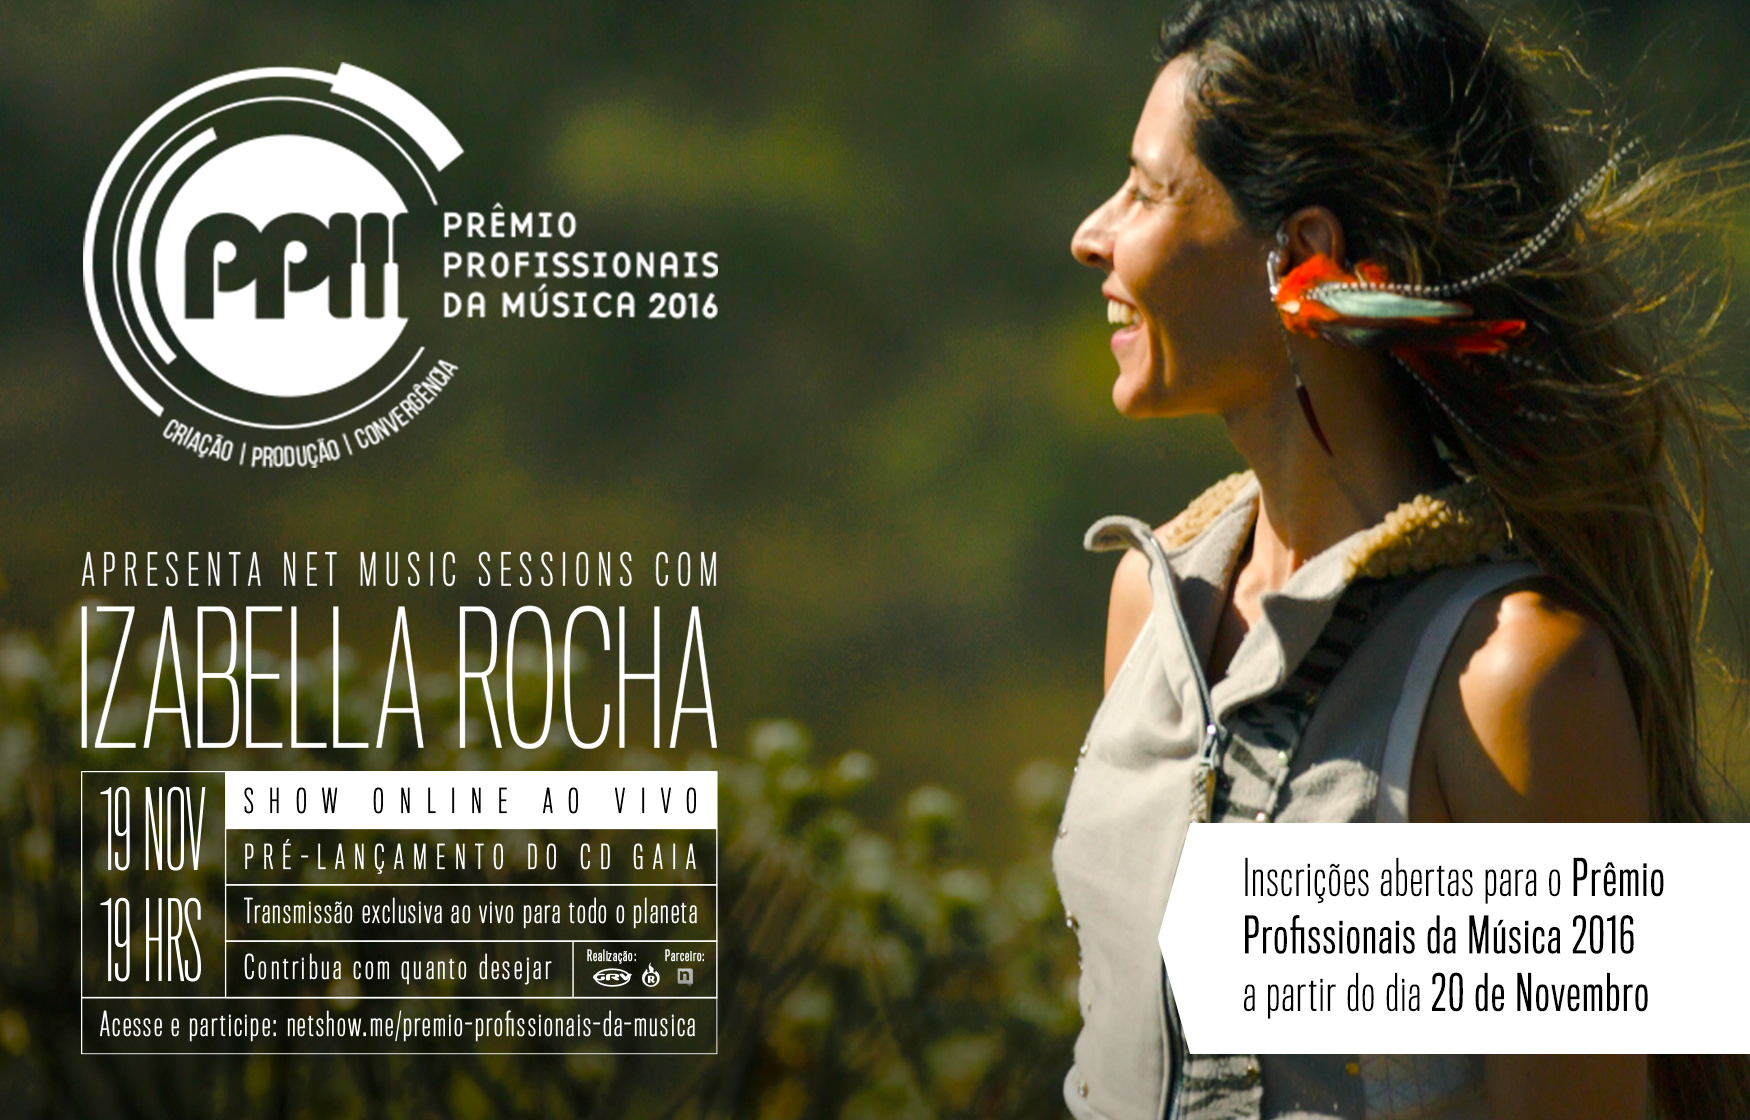 PPM
PRÊMIO
PROFISSIONAIS
DA MÚSICA 2016
CRIAÇÃO | PRODUÇÃO | CONVERGÊNCIA
APRESENTA NET MUSIC SESSIONS COM
IZABELLA ROCHA
19 NOV
19 HRS
SHOW ONLINE AO VIVO
PRÉ-LANÇAMENTO DO CD GAIA
Transmissão exclusiva ao vivo para todo o planeta
Contribua com quanto desejar
Realização:
GRV
R
Parceiro:
n
Acesse e participe: netshow.me/premio-profissionais-da-musica
Inscrições abertas para o Prêmio
Profissionais da Música 2016
a partir do dia 20 de Novembro